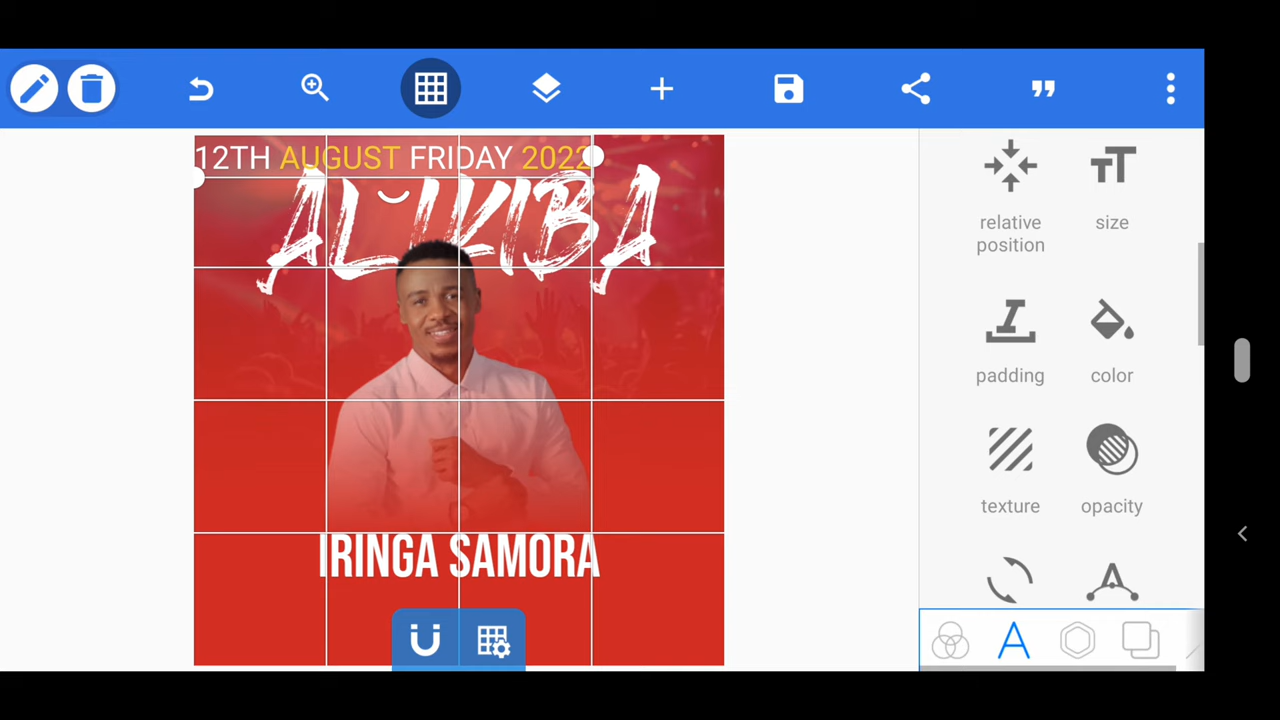 12TH AUGUST FRIDAY 2022
ALIKIBA
relative
position
size
padding
color
texture
opacity
IRINGA SAMORA